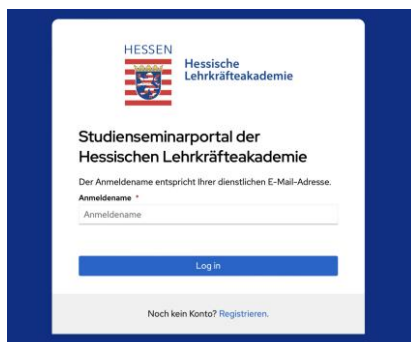 HESSEN
Hessische
Lehrkräfteakademie
Studienseminarportal der
Hessischen Lehrkräfteakademie
Der Anmeldename entspricht Ihrer dienstlichen E-Mail-Adresse.
Anmeldename *
Anmeldename
Log in
Noch kein Konto? Registrieren.